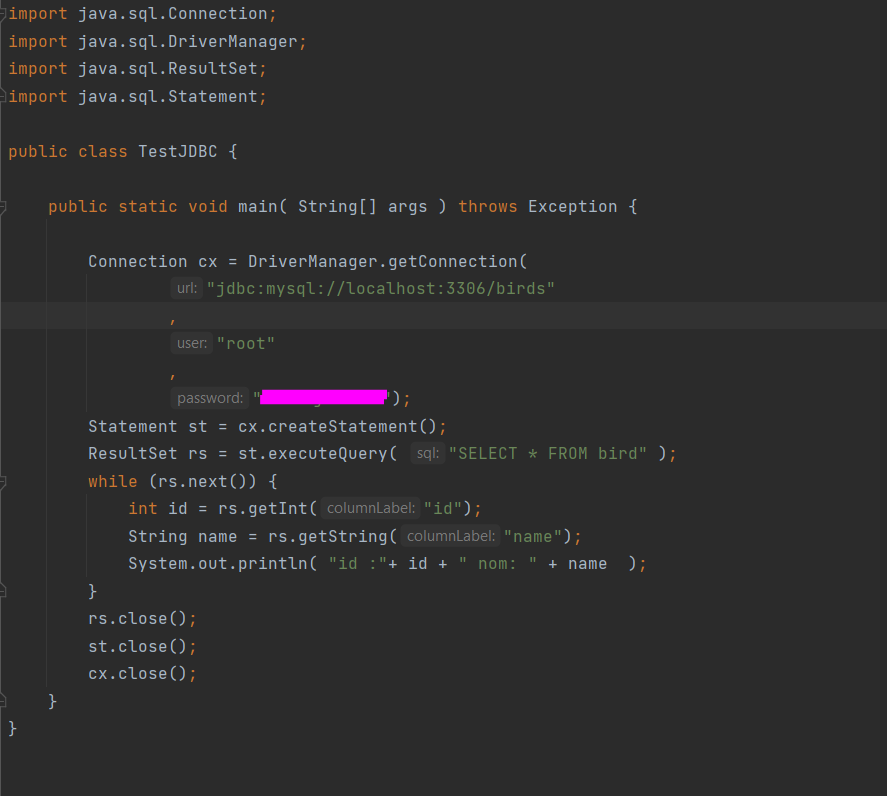 import java.sql.Connection;
import java.sql.DriverManager;
import java.sql.ResultSet;
import java.sql.Statement;
public class TestJDBC {
public static void main( String[] args ) throws Exception {
Connection cx = DriverManager.getConnection(
url: "jdbc:mysql://localhost:3306/birds"
,
user: "root"
,
password: "");
Statement st = cx.createStatement();
ResultSet rs = st.executeQuery( sql: "SELECT * FROM bird" );
while (rs.next()) {
int id = rs.getInt( columnLabel: "id");
String name = rs.getString( columnLabel: "name");
System.out.println( "id :"+ id + " nom: " + name  );
}
rs.close();
st.close();
cx.close();
}
}